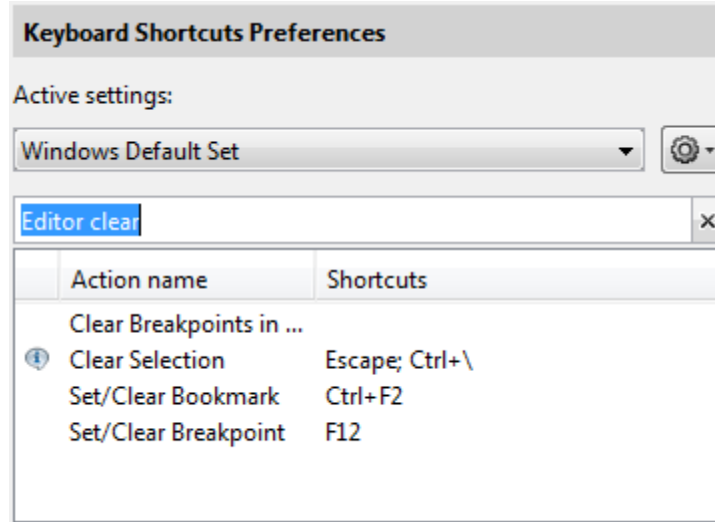 Keyboard Shortcuts Preferences
Active settings:
Windows Default Set
Editor clear
Action name Shortcuts
Clear Breakpoints in ...
Clear Selection Escape; Ctrl+\
Set/Clear Bookmark Ctrl+F2
Set/Clear Breakpoint F12